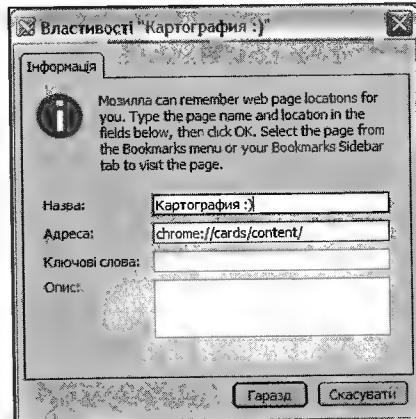 Властивості "Картография :)"
Інформація
Мозилла can remember web page locations for
you. Type the page name and location in the
fields below, then click OK. Select the page from
the Bookmarks menu or your Bookmarks Sidebar
tab to visit the page.
Назва: Картография :)
Адреса: chrome://cards/content/
Ключові слова:
Опис:
Гаразд Скасувати